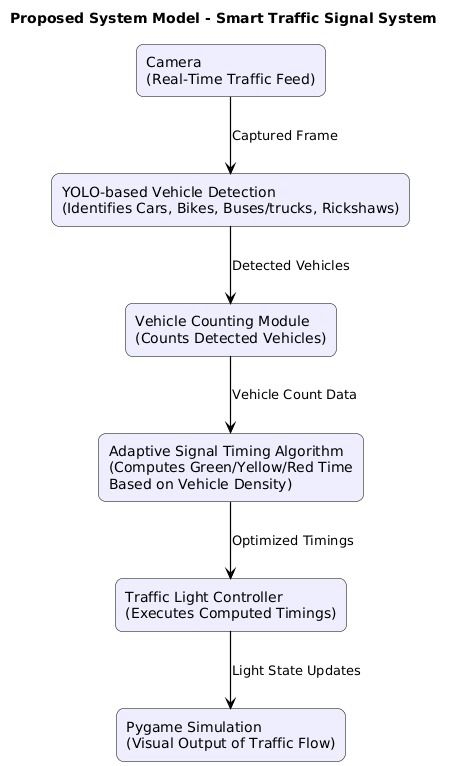 Proposed System Model - Smart Traffic Signal System
Camera
(Real-Time Traffic Feed)
Captured Frame
YOLO-based Vehicle Detection
(Identifies Cars, Bikes, Buses/trucks, Rickshaws)
Detected Vehicles
Vehicle Counting Module
(Counts Detected Vehicles)
Vehicle Count Data
Adaptive Signal Timing Algorithm
(Computes Green/Yellow/Red Time
Based on Vehicle Density)
Optimized Timings
Traffic Light Controller
(Executes Computed Timings)
Light State Updates
Pygame Simulation
(Visual Output of Traffic Flow)